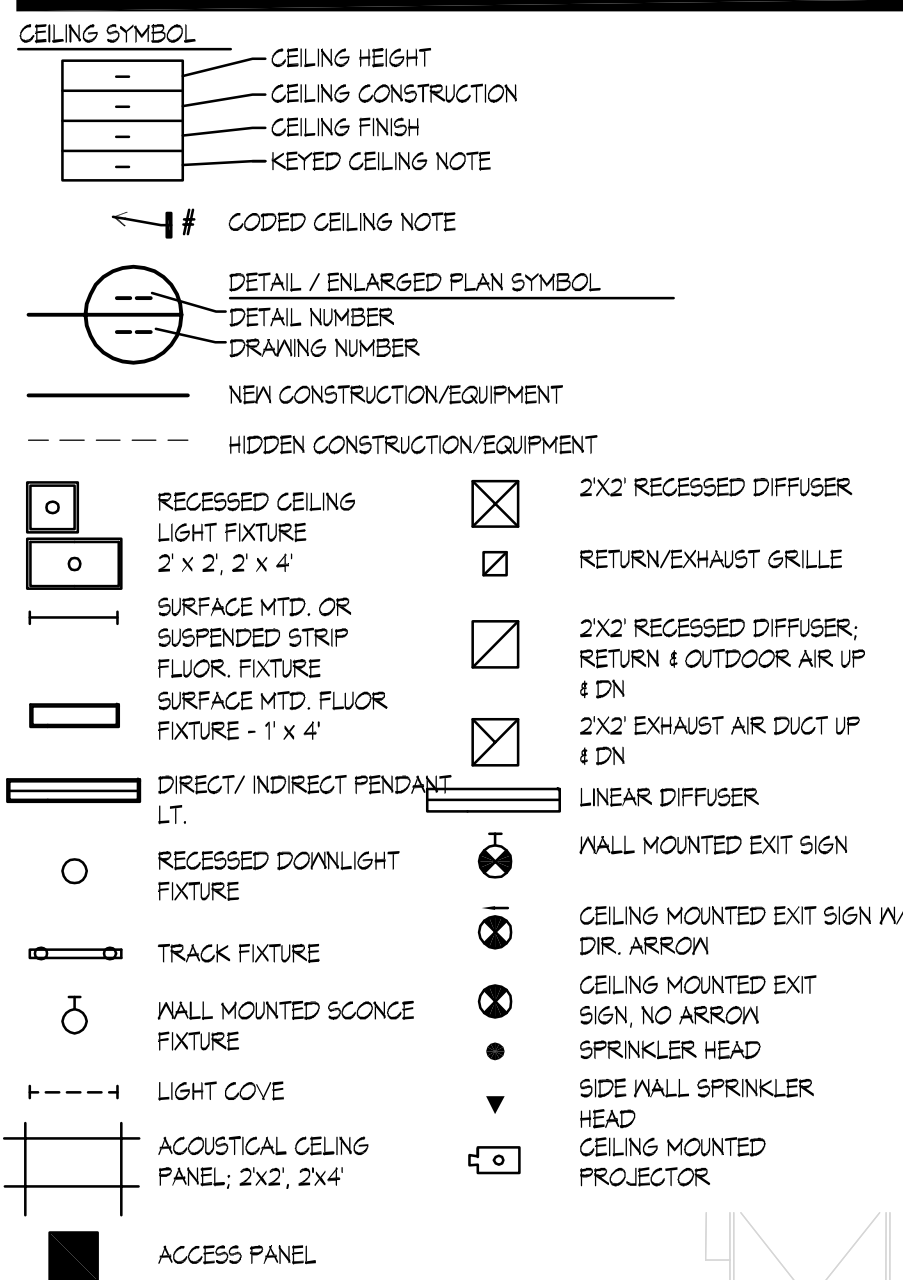 CEILING SYMBOL
CEILING HEIGHT
CEILING CONSTRUCTION
CEILING FINISH
KEYED CEILING NOTE
# CODED CEILING NOTE
DETAIL / ENLARGED PLAN SYMBOL
DETAIL NUMBER
DRAWING NUMBER
NEW CONSTRUCTION/EQUIPMENT
HIDDEN CONSTRUCTION/EQUIPMENT
RECESSED CEILING
LIGHT FIXTURE
2' x 2', 2' x 4'
SURFACE MTD. OR
SUSPENDED STRIP
FLUOR. FIXTURE
SURFACE MTD. FLUOR
FIXTURE - 1' x 4'
DIRECT/ INDIRECT PENDANT
LT.
RECESSED DOWNLIGHT
FIXTURE
TRACK FIXTURE
WALL MOUNTED SCONCE
FIXTURE
LIGHT COVE
ACOUSTICAL CELING
PANEL; 2'x2', 2'x4'
ACCESS PANEL
2'X2' RECESSED DIFFUSER
RETURN/EXHAUST GRILLE
2'X2' RECESSED DIFFUSER;
RETURN & OUTDOOR AIR UP
& DN
2'X2' EXHAUST AIR DUCT UP
& DN
LINEAR DIFFUSER
WALL MOUNTED EXIT SIGN
CEILING MOUNTED EXIT SIGN W/
DIR. ARROW
CEILING MOUNTED EXIT
SIGN, NO ARROW
SPRINKLER HEAD
SIDE WALL SPRINKLER
HEAD
CEILING MOUNTED
PROJECTOR